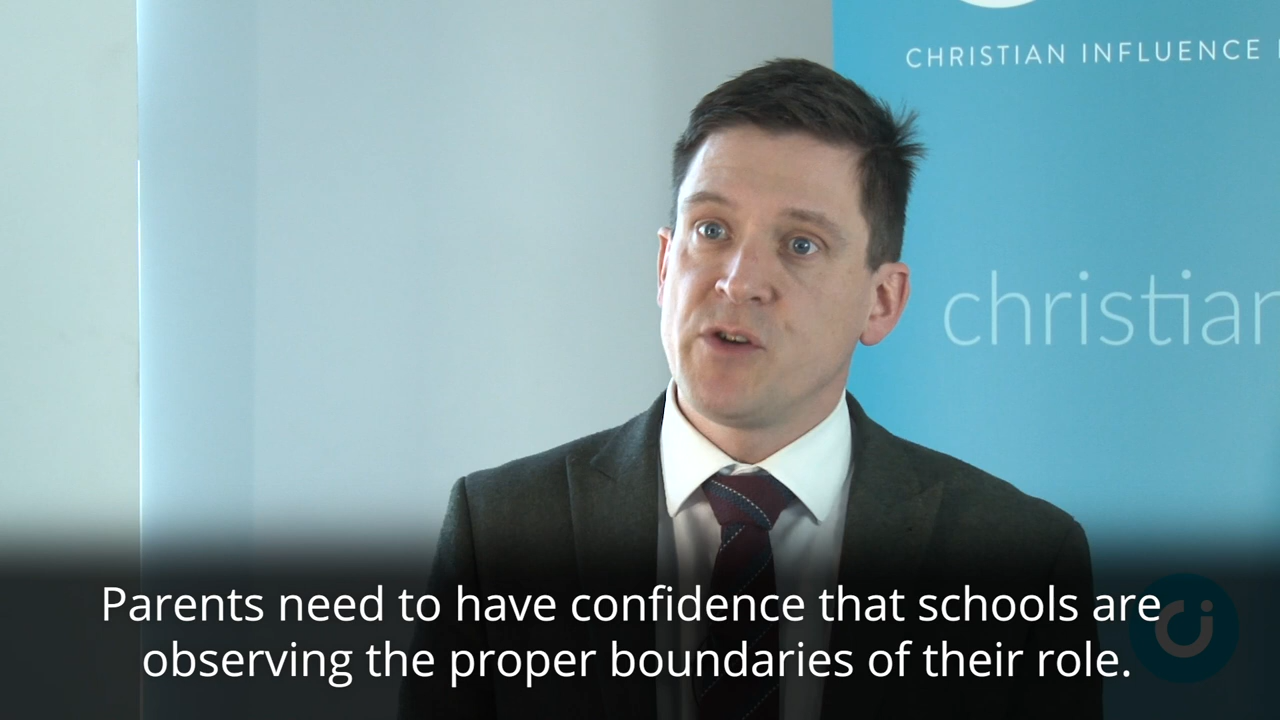 CHRISTIAN INFLUENCE
christian
Parents need to have confidence that schools are
observing the proper boundaries of their role.